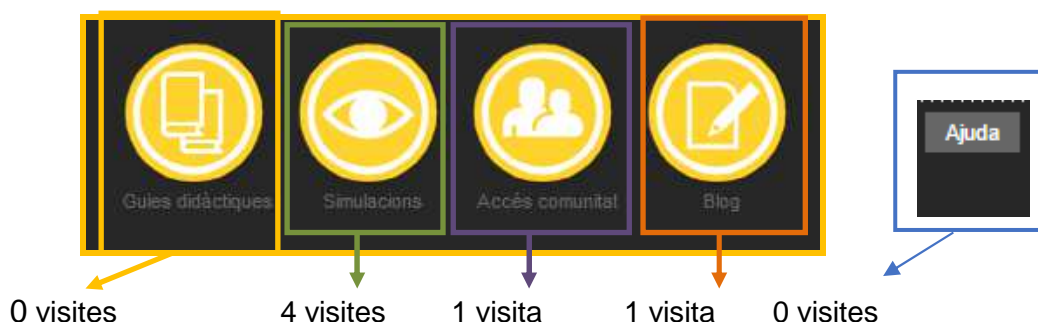 Guies didàctiques
Simulacions
Accés comunitat
Blog
Ajuda
0 visites
4 visites
1 visita
1 visita
0 visites